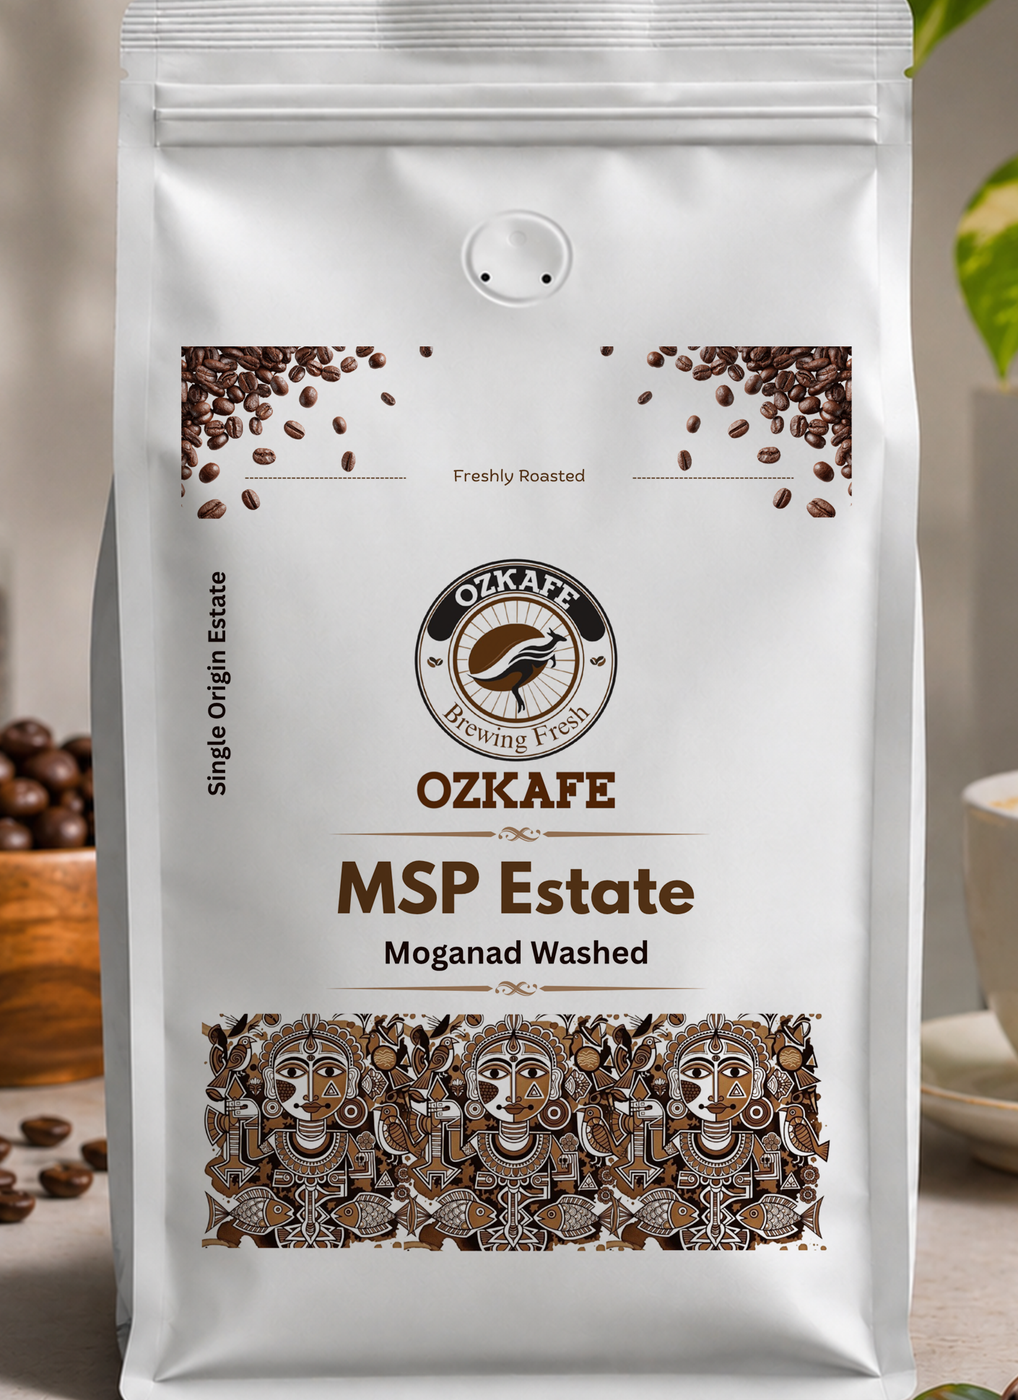 Freshly Roasted
Single Origin Estate
OZKAFE
Brewing Fresh
OZKAFE
MSP Estate
Moganad Washed